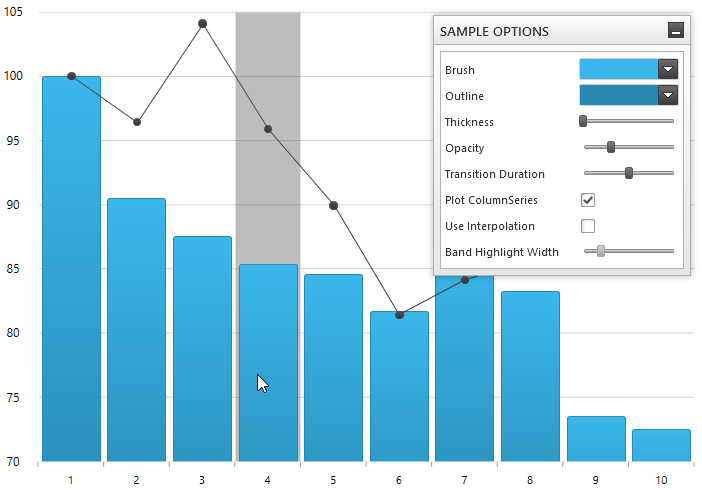 105
100
95
90
85
80
75
70
1 2 3 4 5 6 7 8 9 10
SAMPLE OPTIONS
Brush
Outline
Thickness
Opacity
Transition Duration
Plot ColumnSeries
Use Interpolation
Band Highlight Width